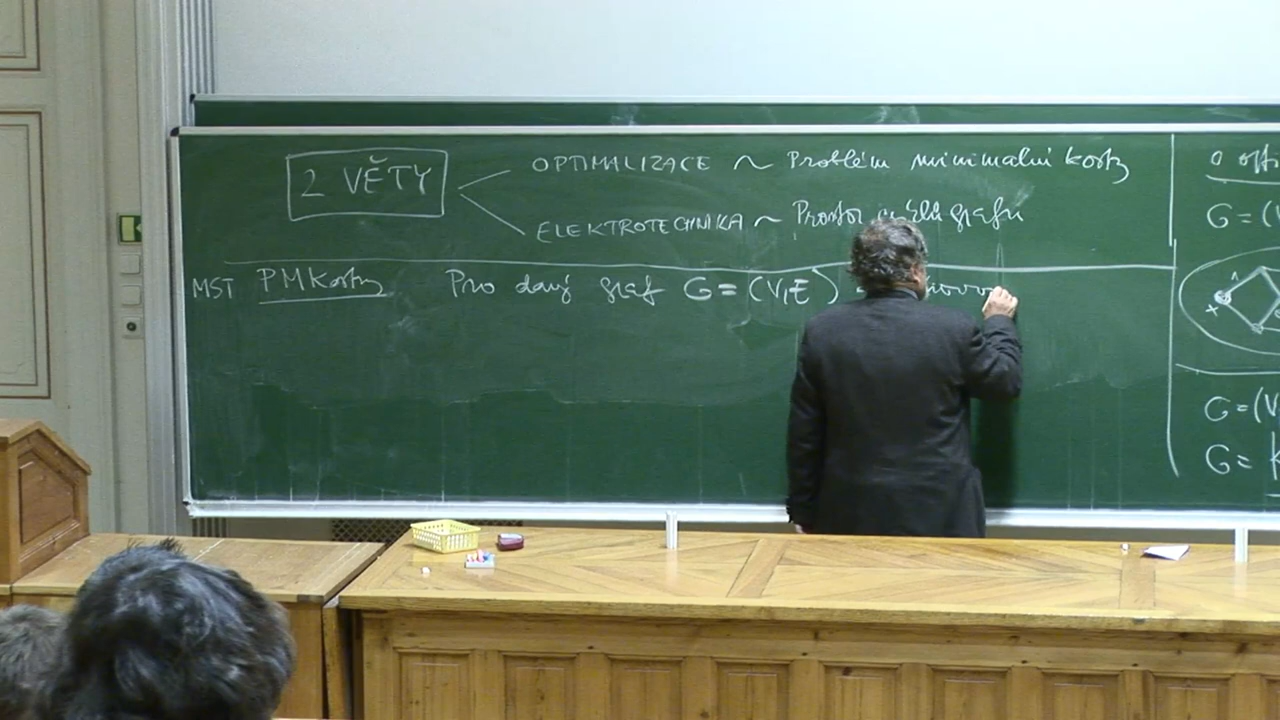 2 VĚTY
OPTIMALIZACE ~ Problém minimální kostry
ELEKTROTECHNIKA ~ Prostor cyklů grafu
MST PMKostry Pro daný graf G = (V,E)
G = (V
G = (V
G =